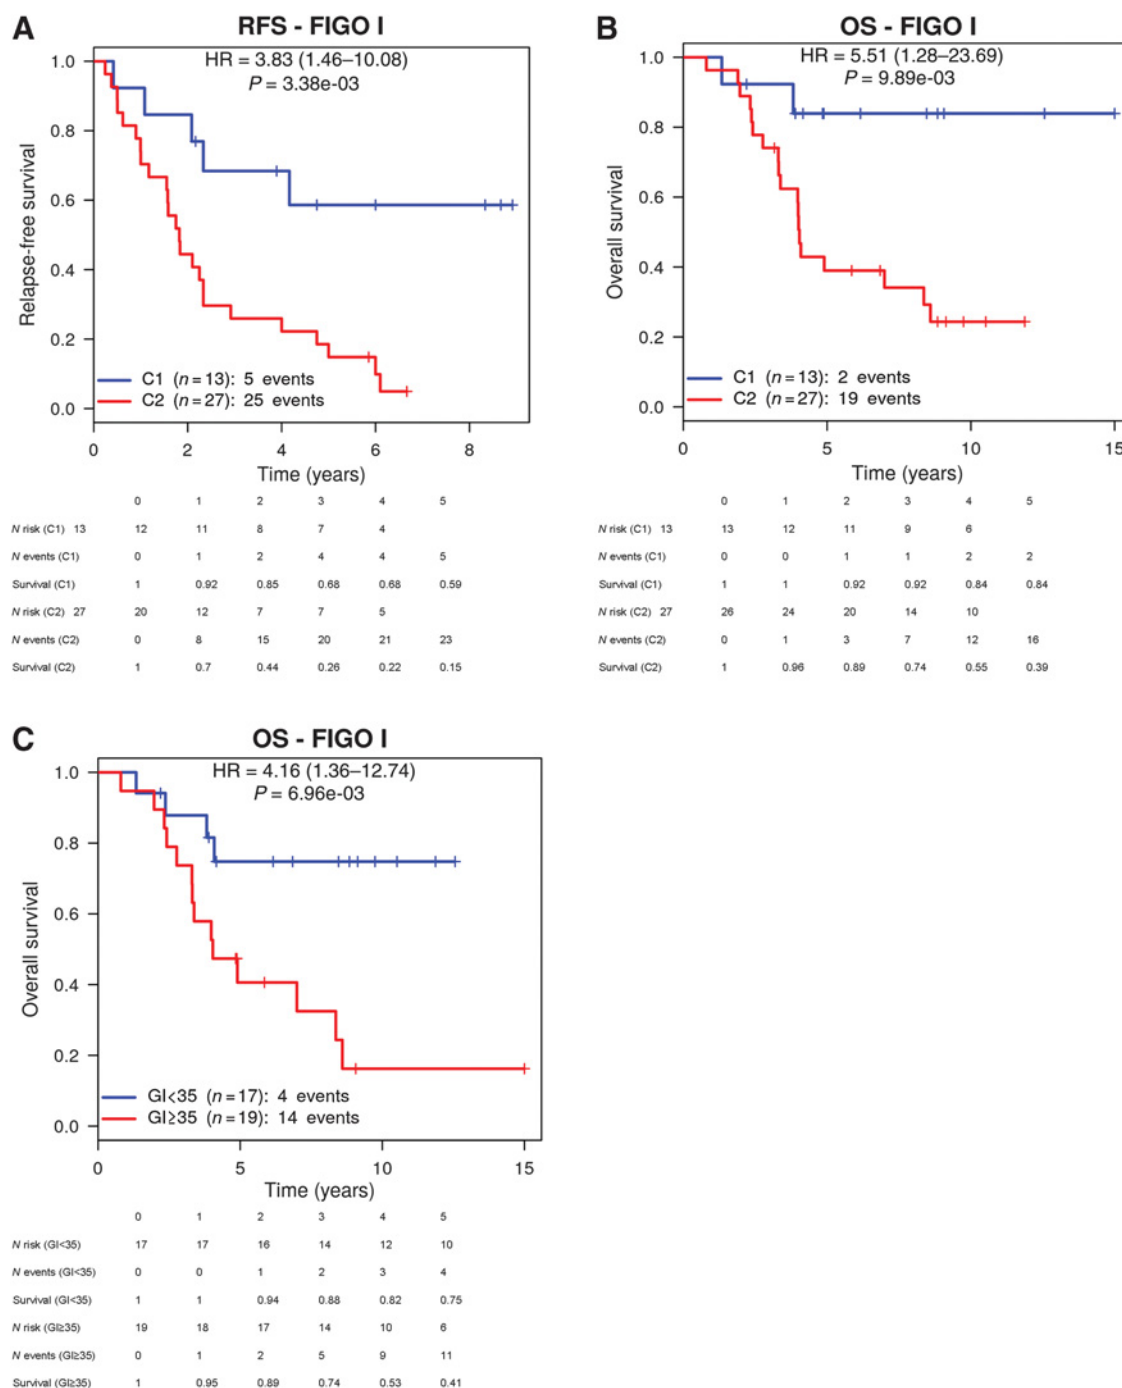 A
RFS - FIGO I
HR = 3.83 (1.46–10.08)
P = 3.38e-03
Relapse-free survival
1.0
0.8
0.6
0.4
0.2
0.0
C1 (n=13): 5 events
C2 (n=27): 25 events
0 2 4 6 8
Time (years)
0 1 2 3 4 5
N risk (C1) 13 12 11 8 7 4
N events (C1) 0 1 2 4 4 5
Survival (C1) 1 0.92 0.85 0.68 0.68 0.59
N risk (C2) 27 20 12 7 7 5
N events (C2) 0 8 15 20 21 23
Survival (C2) 1 0.7 0.44 0.26 0.22 0.15
B
OS - FIGO I
HR = 5.51 (1.28–23.69)
P = 9.89e-03
Overall survival
1.0
0.8
0.6
0.4
0.2
0.0
C1 (n=13): 2 events
C2 (n=27): 19 events
0 5 10 15
Time (years)
0 1 2 3 4 5
N risk (C1) 13 13 12 11 9 6
N events (C1) 0 0 1 1 2 2
Survival (C1) 1 1 0.92 0.92 0.84 0.84
N risk (C2) 27 26 24 20 14 10
N events (C2) 0 1 3 7 12 16
Survival (C2) 1 0.96 0.89 0.74 0.55 0.39
C
OS - FIGO I
HR = 4.16 (1.36–12.74)
P = 6.96e-03
Overall survival
1.0
0.8
0.6
0.4
0.2
0.0
GI<35 (n=17): 4 events
GI≥35 (n=19): 14 events
0 5 10 15
Time (years)
0 1 2 3 4 5
N risk (GI<35) 17 17 16 14 12 10
N events (GI<35) 0 0 1 2 3 4
Survival (GI<35) 1 1 0.94 0.88 0.82 0.75
N risk (GI≥35) 19 18 17 14 10 6
N events (GI≥35) 0 1 2 5 9 11
Survival (GI≥35) 1 0.95 0.89 0.74 0.53 0.41